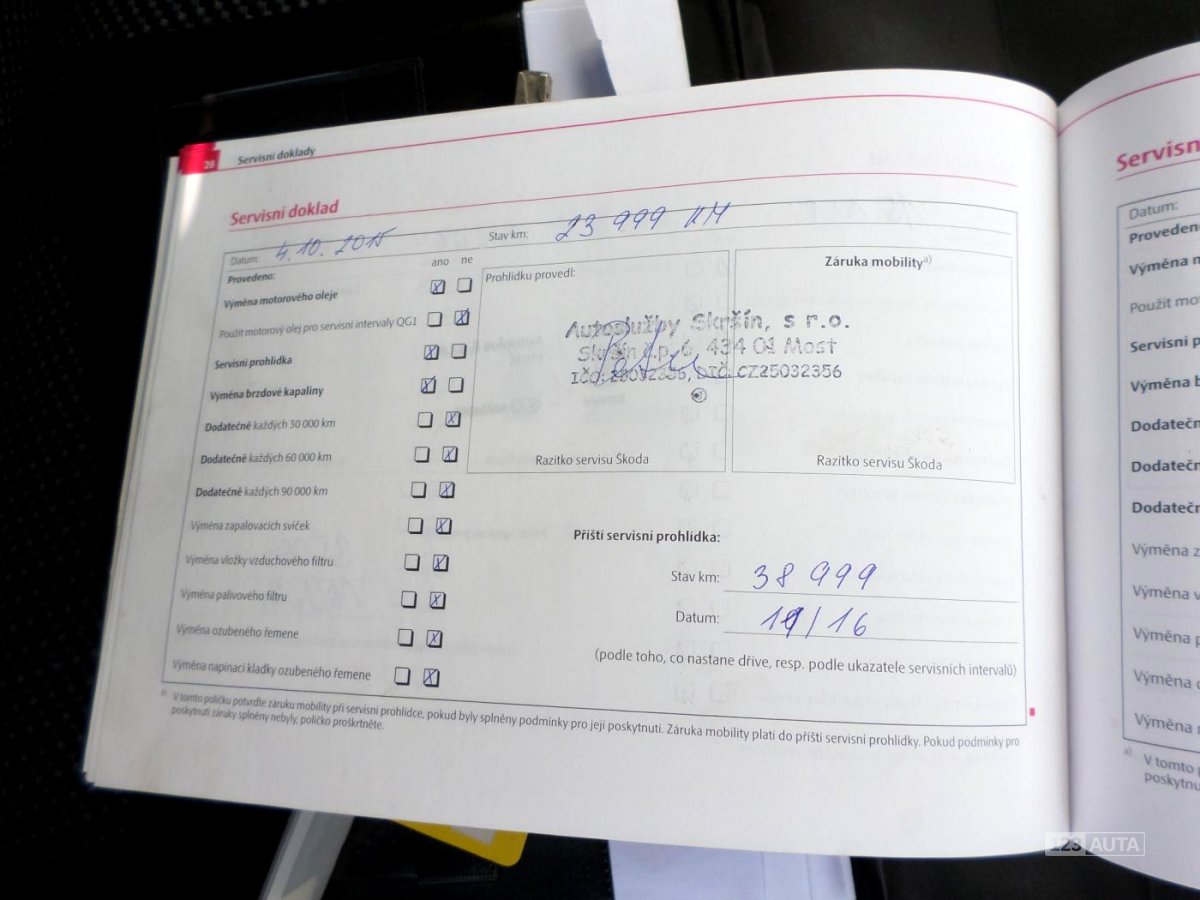 28 Servisní doklady
Servisní doklad
Datum: 4.10.2015 Stav km: 23 999 KM
Provedeno: ano ne
Výměna motorového oleje
Použit motorový olej pro servisní intervaly QG1
Servisní prohlídka
Výměna brzdové kapaliny
Dodatečně každých 30 000 km
Dodatečně každých 60 000 km
Dodatečně každých 90 000 km
Výměna zapalovacích svíček
Výměna vložky vzduchového filtru
Výměna palivového filtru
Výměna ozubeného řemene
Výměna napínací kladky ozubeného řemene
Prohlídku provedl:
Autoslužby Skršín, s r.o.
Skršín č.p. 6, 434 01 Most
IČO: 25032356, DIČ: CZ25032356
Razítko servisu Škoda
Záruka mobility a)
Razítko servisu Škoda
Příští servisní prohlídka:
Stav km: 38 999
Datum: 11/16
(podle toho, co nastane dříve, resp. podle ukazatele servisních intervalů)
a) V tomto políčku potvrďte záruku mobility při servisní prohlídce, pokud byly splněny podmínky pro její poskytnutí. Záruka mobility platí do příští servisní prohlídky. Pokud podmínky pro
poskytnutí záruky splněny nebyly, políčko proškrtněte.
Servisn
Datum:
Provedeno
Výměna m
Použit mot
Servisní p
Výměna b
Dodatečn
Dodatečn
Dodatečn
Výměna z
Výměna v
Výměna p
Výměna o
Výměna n
a) V tomto p
poskytnu
123 AUTA